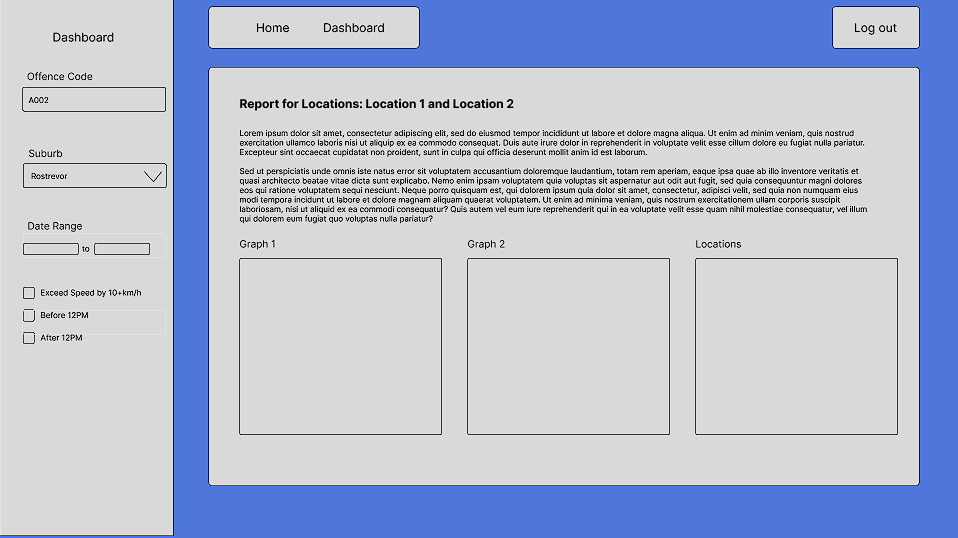 Dashboard
Offence Code
A002
Suburb
Rostrevor
Date Range
to
Exceed Speed by 10+km/h
Before 12PM
After 12PM
Home Dashboard
Log out
Report for Locations: Location 1 and Location 2
Lorem ipsum dolor sit amet, consectetur adipiscing elit, sed do eiusmod tempor incididunt ut labore et dolore magna aliqua. Ut enim ad minim veniam, quis nostrud
exercitation ullamco laboris nisi ut aliquip ex ea commodo consequat. Duis aute irure dolor in reprehenderit in voluptate velit esse cillum dolore eu fugiat nulla pariatur.
Excepteur sint occaecat cupidatat non proident, sunt in culpa qui officia deserunt mollit anim id est laborum.
Sed ut perspiciatis unde omnis iste natus error sit voluptatem accusantium doloremque laudantium, totam rem aperiam, eaque ipsa quae ab illo inventore veritatis et
quasi architecto beatae vitae dicta sunt explicabo. Nemo enim ipsam voluptatem quia voluptas sit aspernatur aut odit aut fugit, sed quia consequuntur magni dolores
eos qui ratione voluptatem sequi nesciunt. Neque porro quisquam est, qui dolorem ipsum quia dolor sit amet, consectetur, adipisci velit, sed quia non numquam eius
modi tempora incidunt ut labore et dolore magnam aliquam quaerat voluptatem. Ut enim ad minima veniam, quis nostrum exercitationem ullam corporis suscipit
laboriosam, nisi ut aliquid ex ea commodi consequatur? Quis autem vel eum iure reprehenderit qui in ea voluptate velit esse quam nihil molestiae consequatur, vel illum
qui dolorem eum fugiat quo voluptas nulla pariatur?
Graph 1
Graph 2
Locations